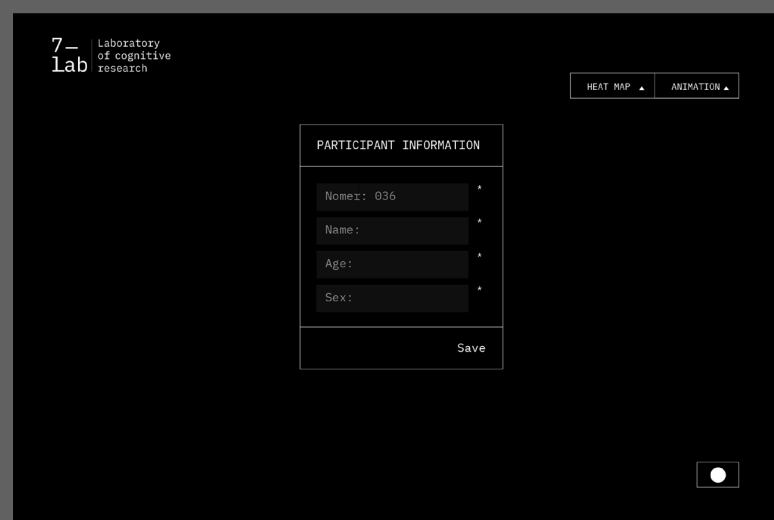 7—
lab
Laboratory
of cognitive
research
HEAT MAP ▲
ANIMATION ▲
PARTICIPANT INFORMATION
Nomer: 036 *
Name: *
Age: *
Sex: *
Save